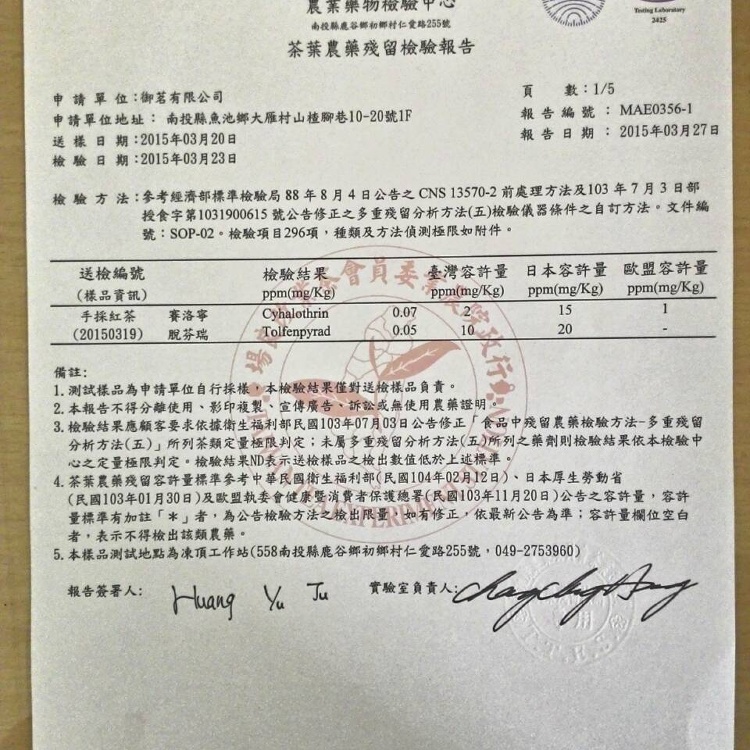 農業藥物檢驗中心
南投縣鹿谷鄉初鄉村仁愛路255號
茶葉農藥殘留檢驗報告
Testing Laboratory
2025
申請單位:御茗有限公司
頁 數:1/5
申請單位地址: 南投縣魚池鄉大雁村山楂腳巷10-20號1F
報告編號: MAE0356-1
送樣日期:2015年03月20日
報告日期: 2015年03月27日
檢驗日期:2015年03月23日
檢驗方法:參考經濟部標準檢驗局 88 年 8 月 4 日公告之 CNS 13570-2 前處理方法及103 年 7 月 3 日部
授食字第1031900615 號公告修正之多重殘留分析方法(五)檢驗儀器條件之自訂方法。文件編
號:SOP-02。檢驗項目296項,種類及方法偵測極限如附件。
送檢編號 檢驗結果 臺灣容許量 日本容許量 歐盟容許量
(樣品資訊) ppm(mg/Kg) ppm(mg/Kg) ppm(mg/Kg) ppm(mg/Kg)
手採紅茶 賽洛寧 Cyhalothrin 0.07 2 15 1
(20150319) 脫芬瑞 Tolfenpyrad 0.05 10 20 -
備註:
1. 測試樣品為申請單位自行採樣,本檢驗結果僅對送檢樣品負責。
2. 本報告不得分離使用、影印複製、宣傳廣告、訴訟或無使用農藥證明。
3. 檢驗結果應顧客要求依據衛生福利部民國103年07月03日公告修正,食品中殘留農藥檢驗方法-多重殘留
分析方法(五)」所列茶類定量極限判定;未屬多重殘留分析方法(五)所列之藥劑則檢驗結果依本檢驗中
心之定量極限判定。檢驗結果ND表示送檢樣品之檢出數值低於上述標準。
4. 茶葉農藥殘留容許量標準參考中華民國衛生福利部(民國104年02月12日)、日本厚生勞動省
(民國103年01月30日)及歐盟執委會健康暨消費者保護總署(民國103年11月20日)公告之容許量,容許
量標準有加註「*」者,為公告檢驗方法之檢出限量,如有修正,依最新公告為準;容許量欄位空白
者,表示不得檢出該類農藥。
5. 本樣品測試地點為凍頂工作站(558南投縣鹿谷鄉初鄉村仁愛路255號,049-2753960)
報告簽署人: Huang Yu Ju 實驗室負責人: